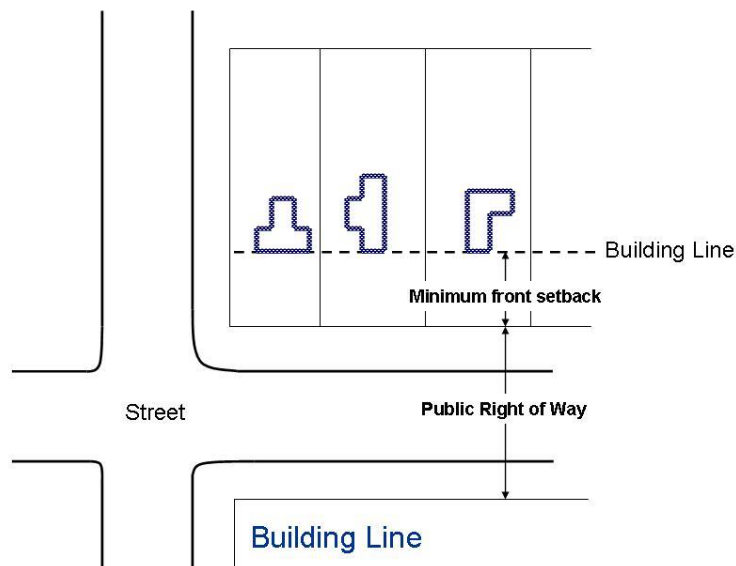 Building Line
Minimum front setback
Public Right of Way
Street
Building Line